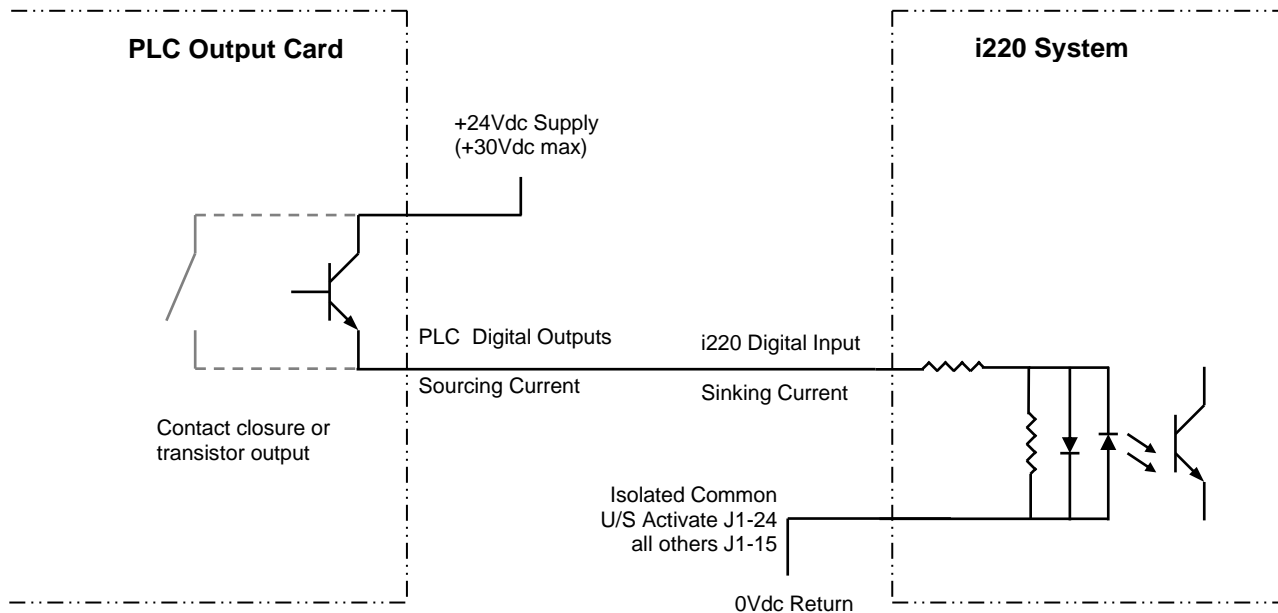 PLC Output Card
i220 System
+24Vdc Supply
(+30Vdc max)
PLC Digital Outputs
i220 Digital Input
Sourcing Current
Sinking Current
Contact closure or
transistor output
Isolated Common
U/S Activate J1-24
all others J1-15
0Vdc Return